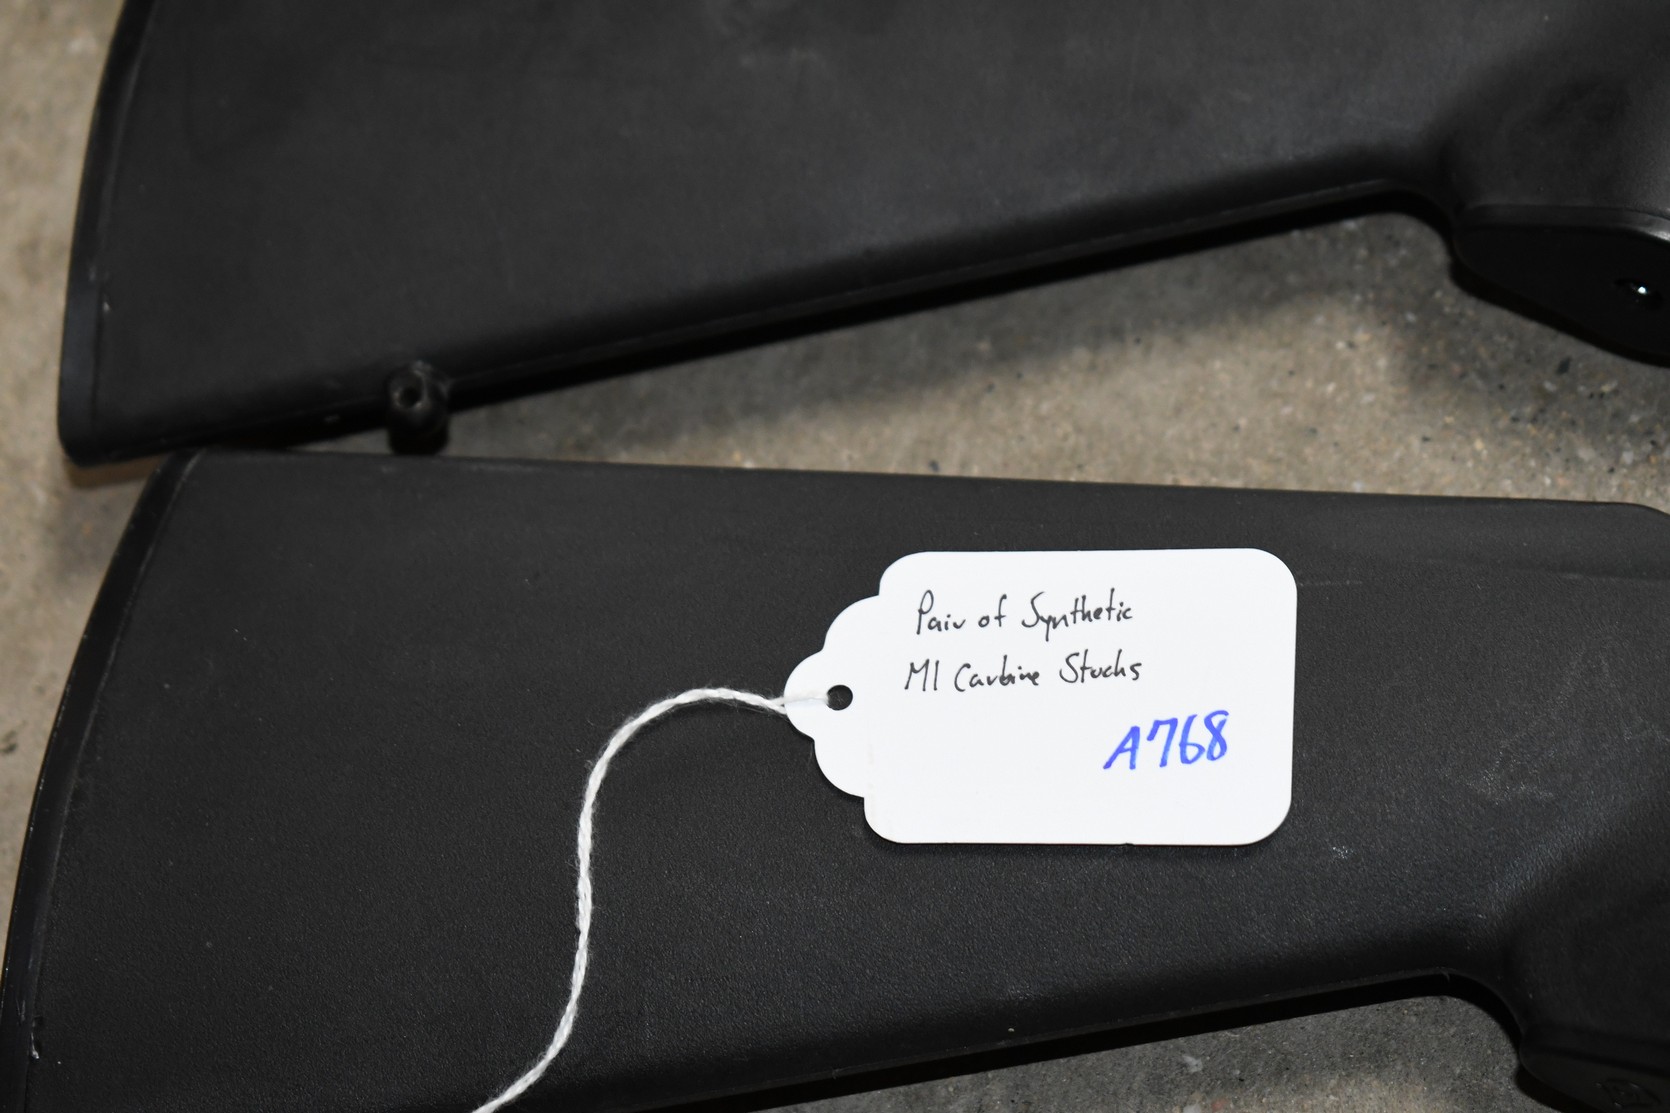 Pair of Synthetic
M1 Carbine Stocks
A768